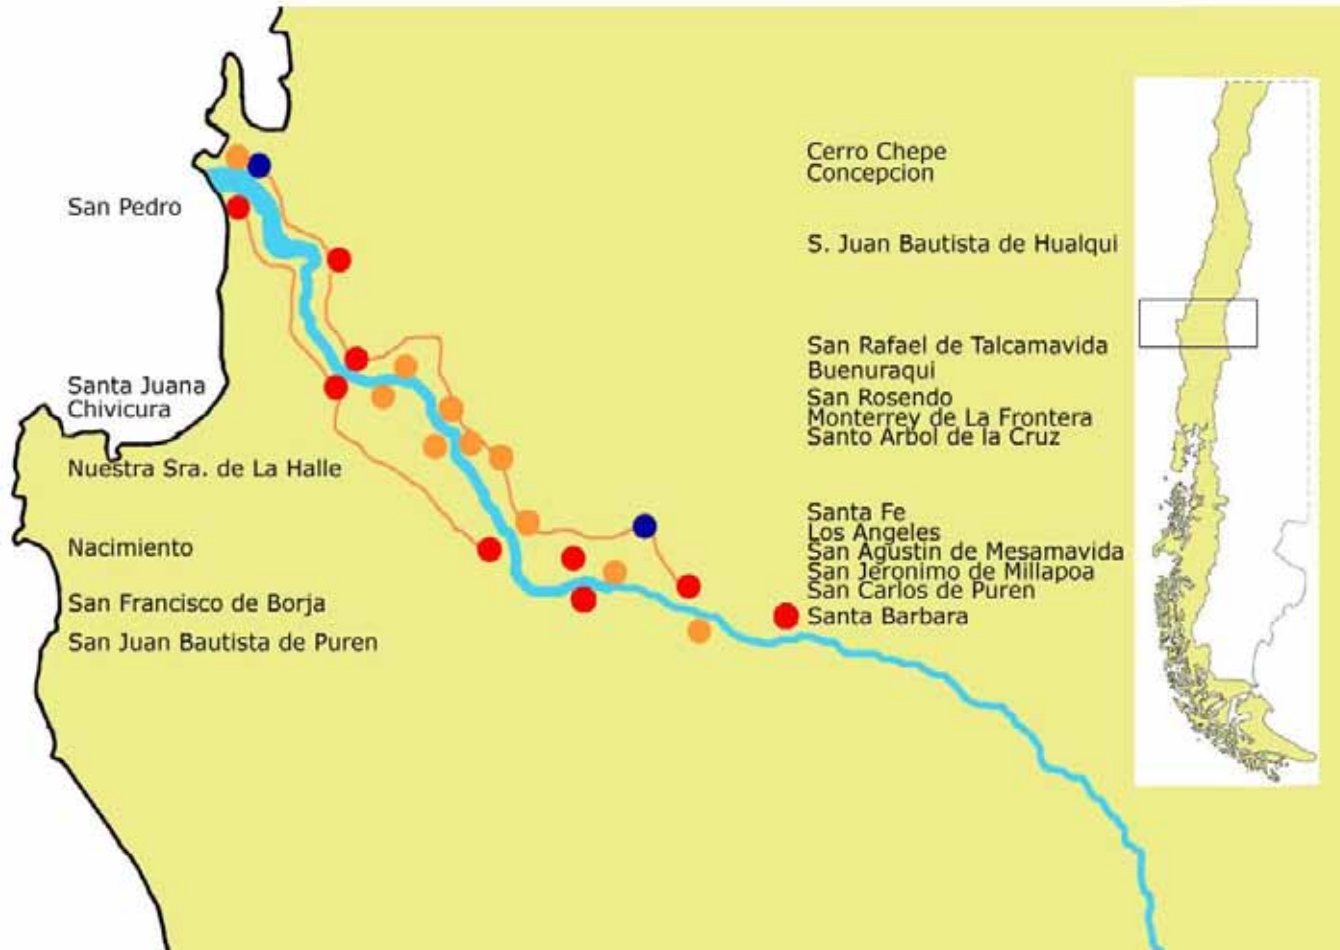 San Pedro
Santa Juana
Chivicura
Nuestra Sra. de La Halle
Nacimiento
San Francisco de Borja
San Juan Bautista de Puren
Cerro Chepe
Concepcion
S. Juan Bautista de Hualqui
San Rafael de Talcamavida
Buenuraqui
San Rosendo
Monterrey de La Frontera
Santo Arbol de la Cruz
Santa Fe
Los Angeles
San Agustin de Mesamavida
San Jeronimo de Millapoa
San Carlos de Puren
Santa Barbara